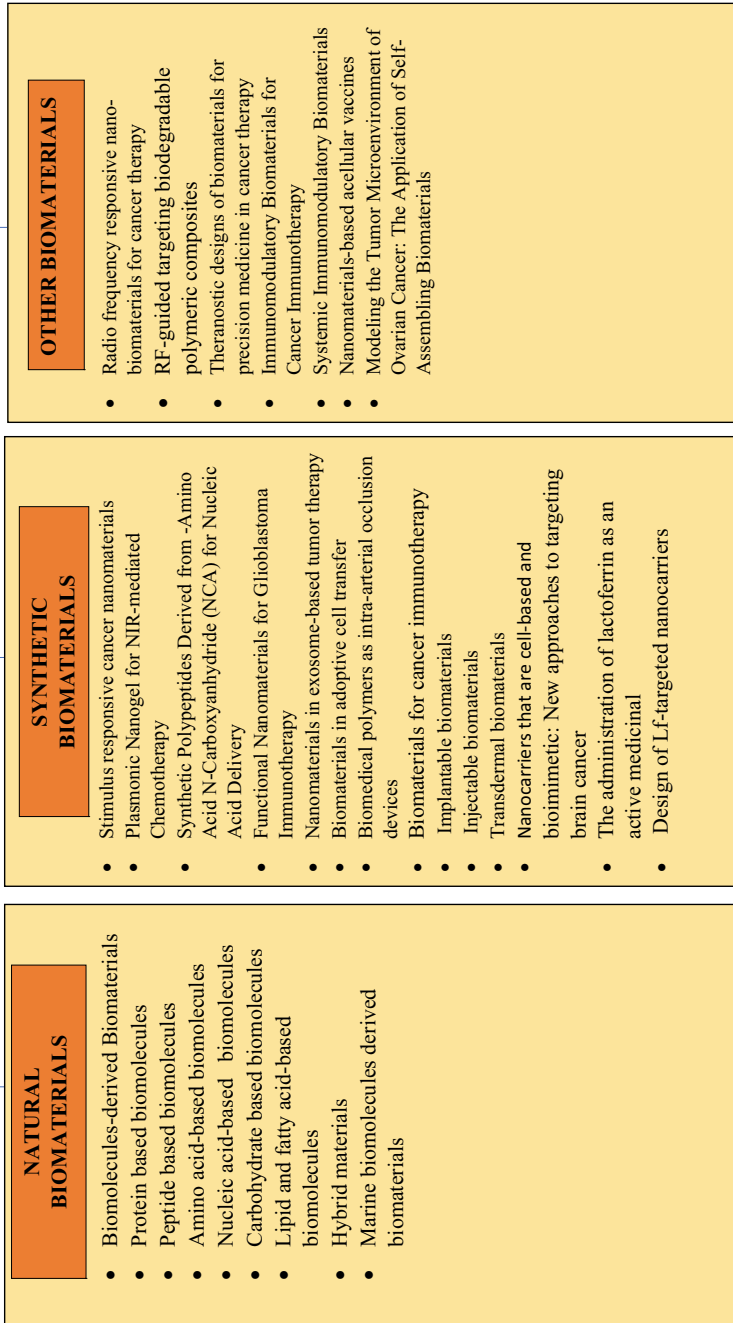 NATURAL
BIOMATERIALS
• Biomolecules-derived Biomaterials
• Protein based biomolecules
• Peptide based biomolecules
• Amino acid-based biomolecules
• Nucleic acid-based biomolecules
• Carbohydrate based biomolecules
• Lipid and fatty acid-based
biomolecules
• Hybrid materials
• Marine biomolecules derived
biomaterials
SYNTHETIC
BIOMATERIALS
• Stimulus responsive cancer nanomaterials
• Plasmonic Nanogel for NIR-mediated
Chemotherapy
• Synthetic Polypeptides Derived from -Amino
Acid N-Carboxyanhydride (NCA) for Nucleic
Acid Delivery
• Functional Nanomaterials for Glioblastoma
Immunotherapy
• Nanomaterials in exosome-based tumor therapy
• Biomaterials in adoptive cell transfer
• Biomedical polymers as intra-arterial occlusion
devices
• Biomaterials for cancer immunotherapy
• Implantable biomaterials
• Injectable biomaterials
• Transdermal biomaterials
• Nanocarriers that are cell-based and
bioimimetic: New approaches to targeting
brain cancer
• The administration of lactoferrin as an
active medicinal
• Design of Lf-targeted nanocarriers
OTHER BIOMATERIALS
• Radio frequency responsive nano-
biomaterials for cancer therapy
• RF-guided targeting biodegradable
polymeric composites
• Theranostic designs of biomaterials for
precision medicine in cancer therapy
• Immunomodulatory Biomaterials for
Cancer Immunotherapy
• Systemic Immunomodulatory Biomaterials
• Nanomaterials-based acellular vaccines
• Modeling the Tumor Microenvironment of
Ovarian Cancer: The Application of Self-
Assembling Biomaterials